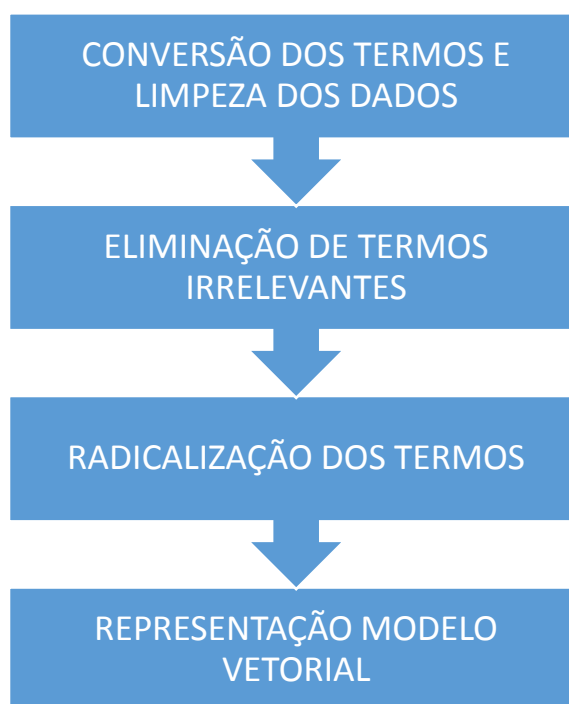 CONVERSÃO DOS TERMOS E
LIMPEZA DOS DADOS
ELIMINAÇÃO DE TERMOS
IRRELEVANTES
RADICALIZAÇÃO DOS TERMOS
REPRESENTAÇÃO MODELO
VETORIAL